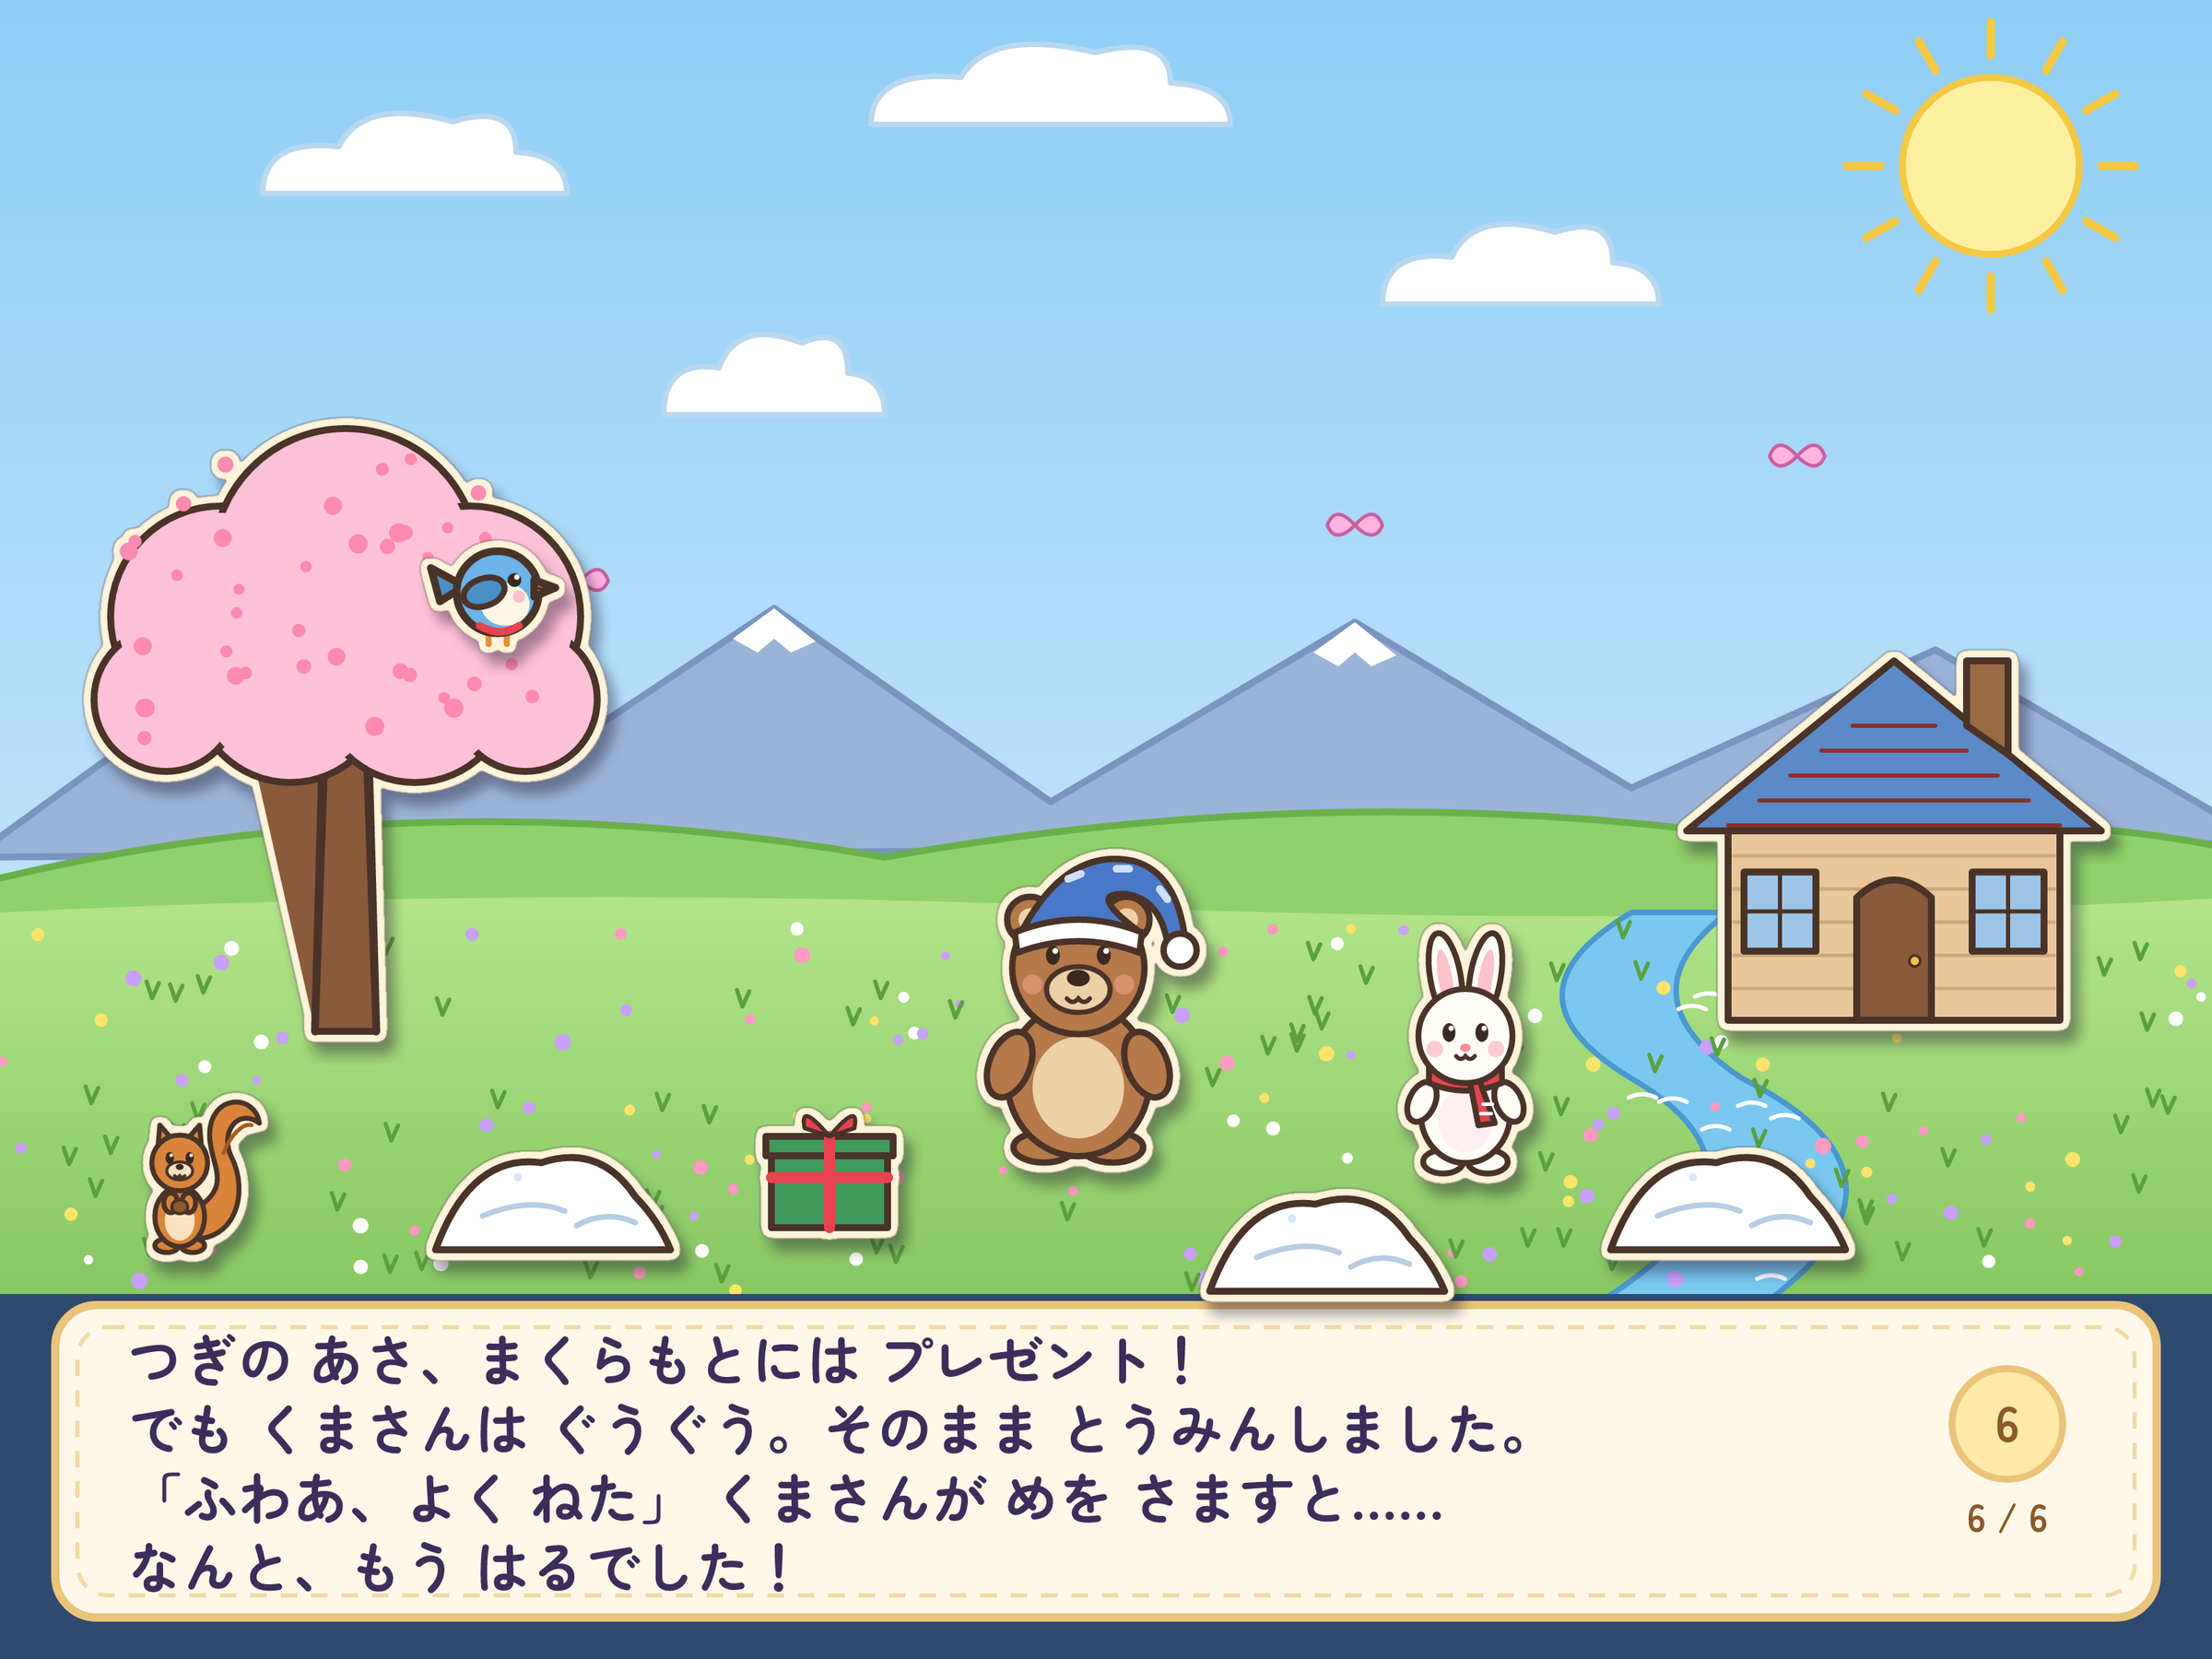 つぎの あさ、まくらもとには プレゼント！
でも くまさんは ぐうぐう。そのまま とうみんしました。
「ふわあ、よく ねた」 くまさんが めを さますと……
なんと、もう はるでした！
6
6 / 6